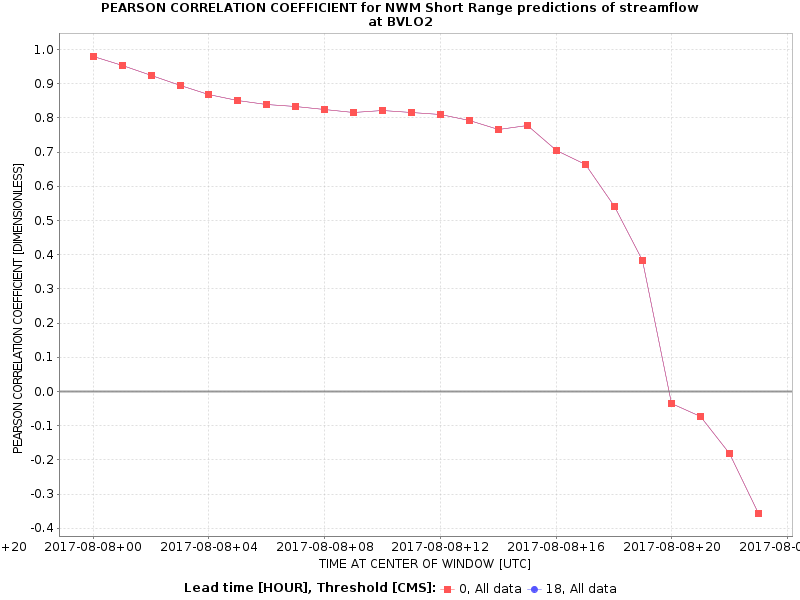 PEARSON CORRELATION COEFFICIENT for NWM Short Range predictions of streamflow
at BVLO2
PEARSON CORRELATION COEFFICIENT [DIMENSIONLESS]
1.0
0.9
0.8
0.7
0.6
0.5
0.4
0.3
0.2
0.1
0.0
-0.1
-0.2
-0.3
-0.4
+20 2017-08-08+00 2017-08-08+04 2017-08-08+08 2017-08-08+12 2017-08-08+16 2017-08-08+20 2017-08-0
TIME AT CENTER OF WINDOW [UTC]
Lead time [HOUR], Threshold [CMS]: 0, All data 18, All data